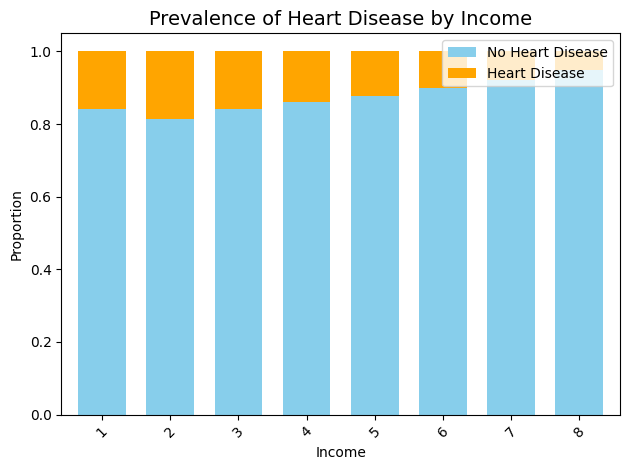 Prevalence of Heart Disease by Income
No Heart Disease
Heart Disease
1.0
0.8
0.6
0.4
0.2
0.0
Proportion
1 2 3 4 5 6 7 8
Income